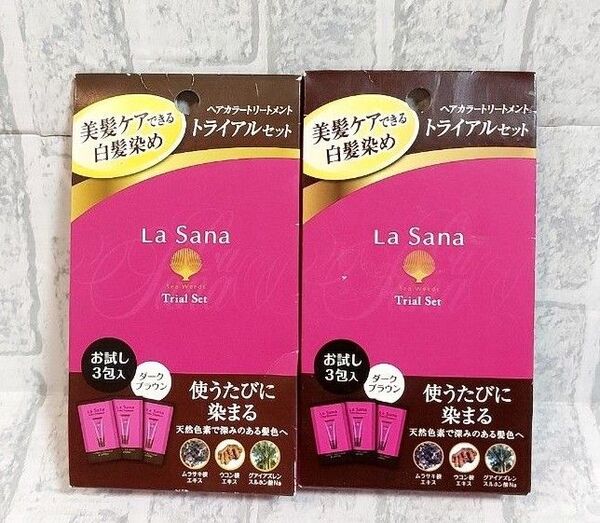 ヘアカラートリートメント
トライアルセット
美髪ケアできる
白髪染め
La Sana
Sea Weeds
Trial Set
お試し
3包入
ダーク
ブラウン
La Sana
使うたびに
染まる
天然色素で深みのある髪色へ
ムラサキ根
エキス
ウコン根
エキス
グアイアズレン
スルホン酸Na
ヘアカラートリートメント
トライアルセット
美髪ケアできる
白髪染め
La Sana
Sea Weeds
Trial Set
お試し
3包入
ダーク
ブラウン
La Sana
使うたびに
染まる
天然色素で深みのある髪色へ
ムラサキ根
エキス
ウコン根
エキス
グアイアズレン
スルホン酸Na